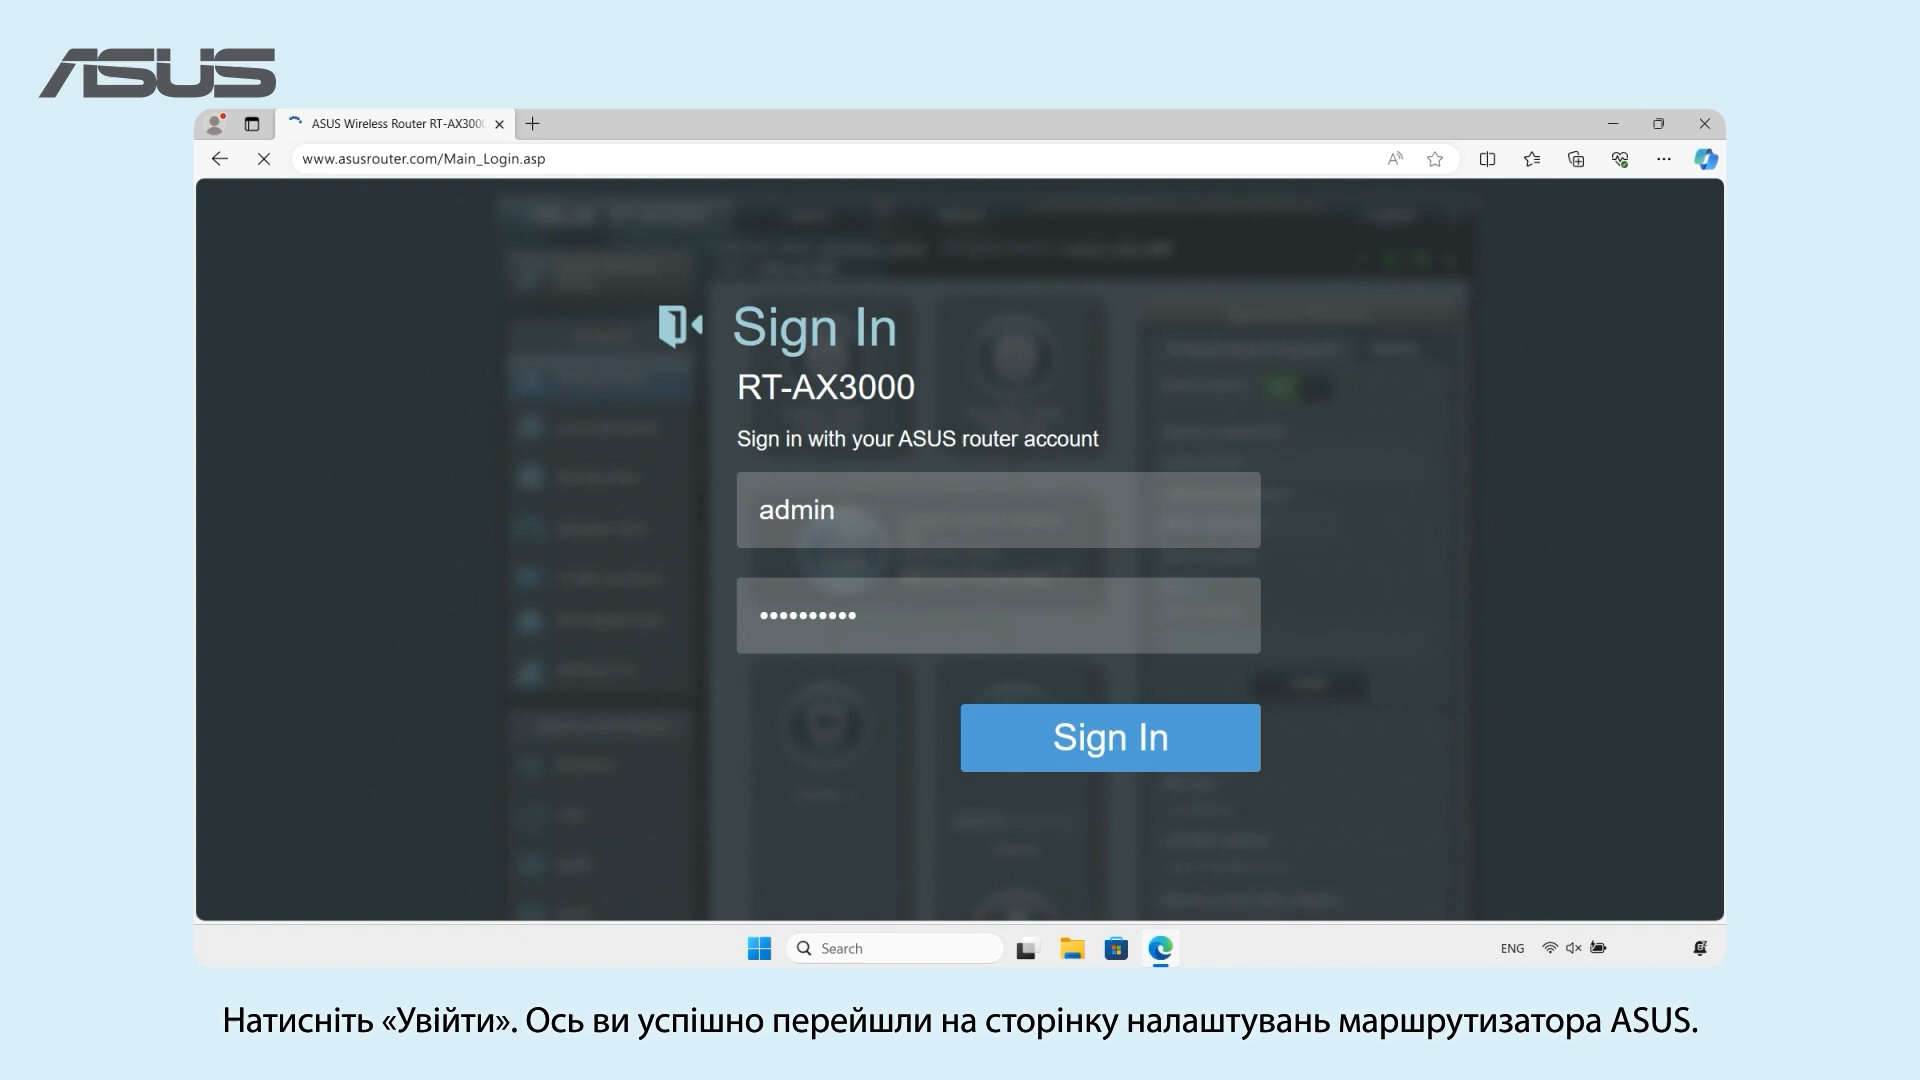 ASUS
ASUS Wireless Router RT-AX3000
www.asusrouter.com/Main_Login.asp
Sign In
RT-AX3000
Sign in with your ASUS router account
admin
••••••••••
Sign In
Search
ENG
Натисніть «Увійти». Ось ви успішно перейшли на сторінку налаштувань маршрутизатора ASUS.